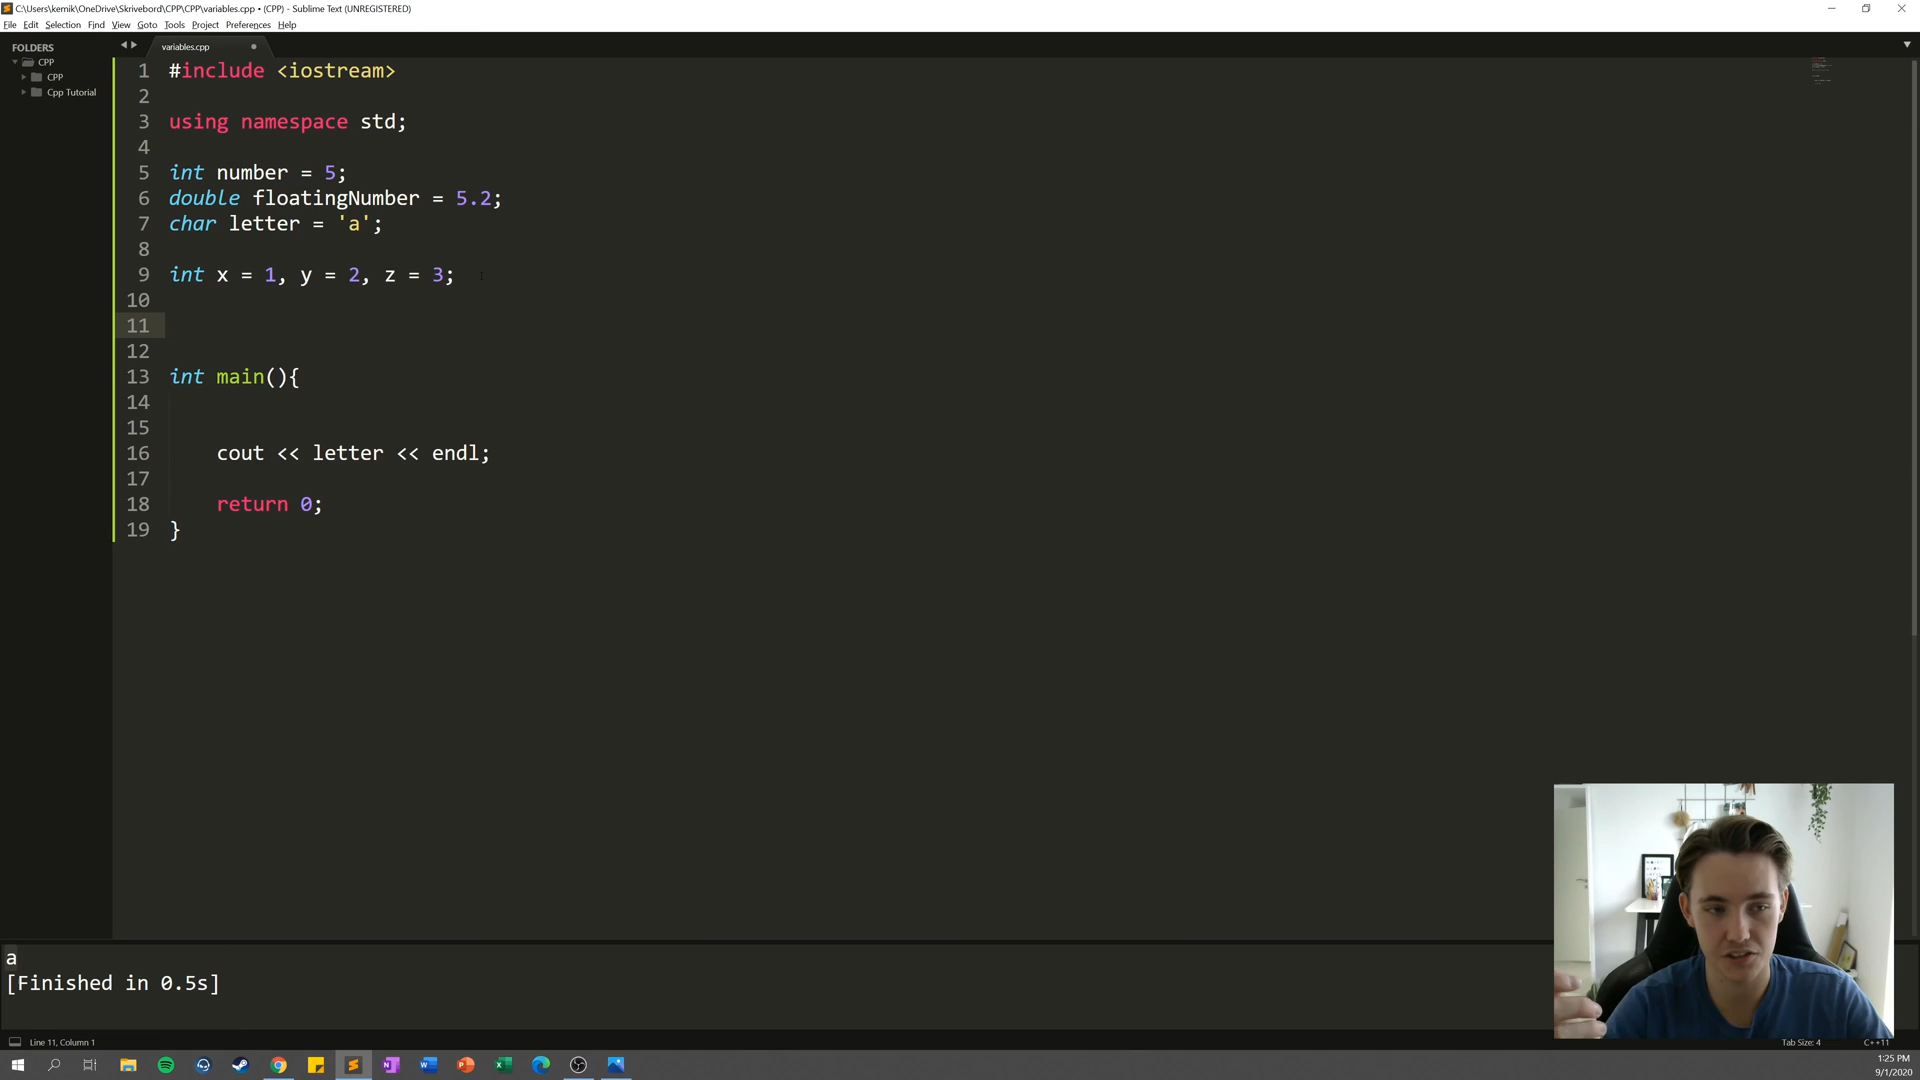 C:\Users\kemik\OneDrive\Skrivebord\CPP\CPP\variables.cpp • (CPP) - Sublime Text (UNREGISTERED)
File Edit Selection Find View Goto Tools Project Preferences Help
FOLDERS
CPP
CPP
Cpp Tutorial
variables.cpp
1 #include <iostream>
2
3 using namespace std;
4
5 int number = 5;
6 double floatingNumber = 5.2;
7 char letter = 'a';
8
9 int x = 1, y = 2, z = 3;
10
11
12
13 int main(){
14
15
16 cout << letter << endl;
17
18 return 0;
19 }
a
[Finished in 0.5s]
Line 11, Column 1
Tab Size: 4
C++11
1:25 PM
9/1/2020